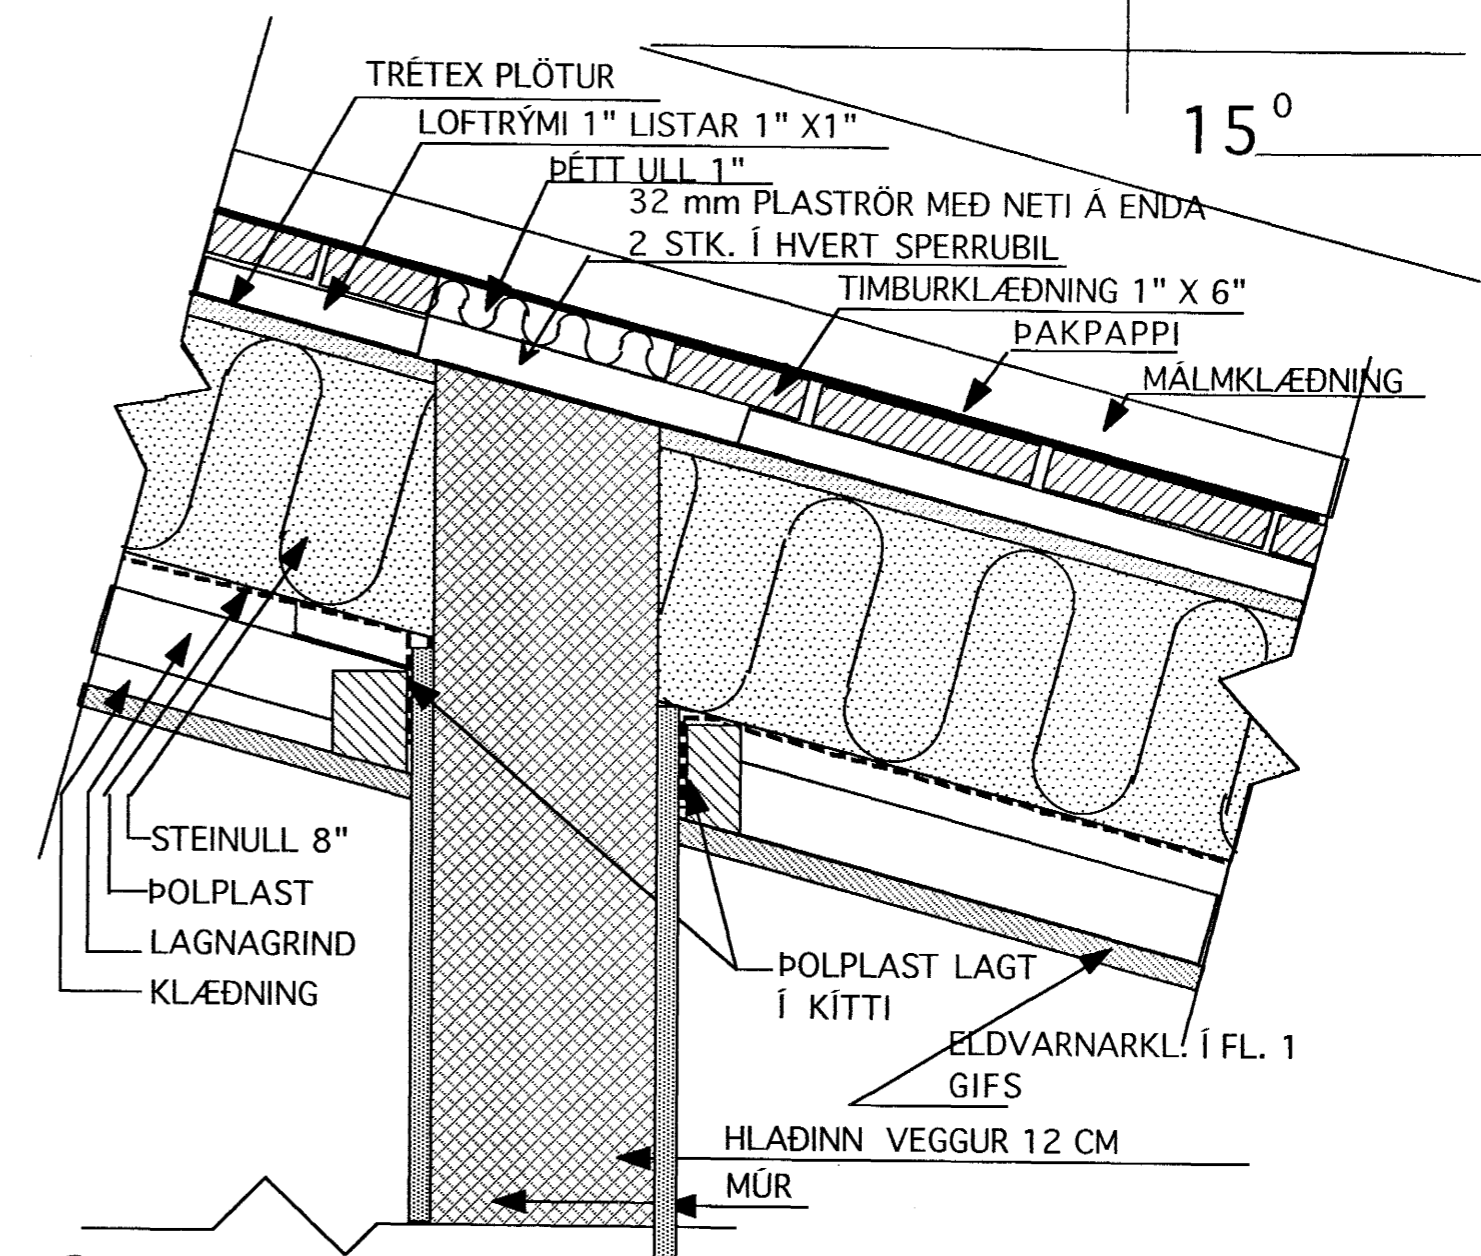 TRÉTEX PLÖTUR
LOFTRÝMI 1" LISTAR 1" X1"
ÞÉTT ULL 1"
32 mm PLASTRÖR MEÐ NETI Á ENDA
2 STK. Í HVERT SPERRUBIL
TIMBURKLÆÐNING 1" X 6"
ÞAKPAPPI
MÁLMKLÆÐNING
15°
STEINULL 8"
ÞOLPLAST
LAGNAGRIND
KLÆÐNING
ÞOLPLAST LAGT
Í KÍTTI
ELDVARNARKL. Í FL. 1
GIFS
HLAÐINN VEGGUR 12 CM
MÚR